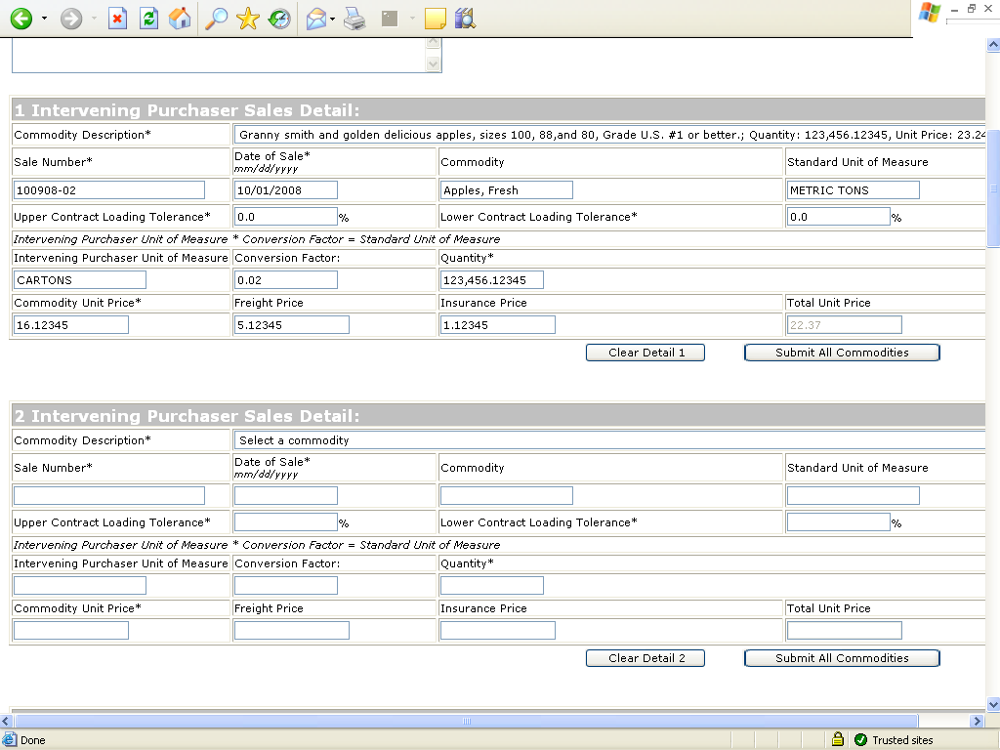 1 Intervening Purchaser Sales Detail:
Commodity Description* Granny smith and golden delicious apples, sizes 100, 88,and 80, Grade U.S. #1 or better.; Quantity: 123,456.12345, Unit Price: 23.24
Sale Number* Date of Sale* mm/dd/yyyy Commodity Standard Unit of Measure
100908-02 10/01/2008 Apples, Fresh METRIC TONS
Upper Contract Loading Tolerance* 0.0 % Lower Contract Loading Tolerance* 0.0 %
Intervening Purchaser Unit of Measure * Conversion Factor = Standard Unit of Measure
Intervening Purchaser Unit of Measure Conversion Factor: Quantity*
CARTONS 0.02 123,456.12345
Commodity Unit Price* Freight Price Insurance Price Total Unit Price
16.12345 5.12345 1.12345 22.37
Clear Detail 1 Submit All Commodities
2 Intervening Purchaser Sales Detail:
Commodity Description* Select a commodity
Sale Number* Date of Sale* mm/dd/yyyy Commodity Standard Unit of Measure
Upper Contract Loading Tolerance* % Lower Contract Loading Tolerance* %
Intervening Purchaser Unit of Measure * Conversion Factor = Standard Unit of Measure
Intervening Purchaser Unit of Measure Conversion Factor: Quantity*
Commodity Unit Price* Freight Price Insurance Price Total Unit Price
Clear Detail 2 Submit All Commodities
Done Trusted sites